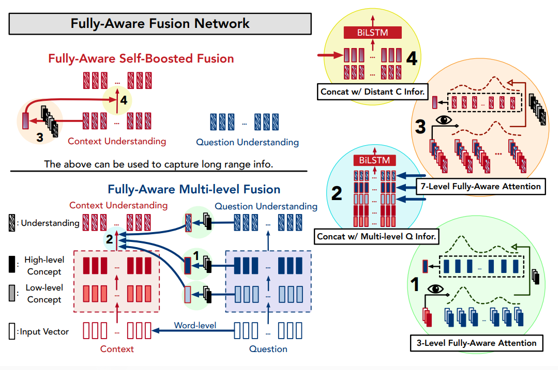 Fully-Aware Fusion Network
Fully-Aware Self-Boosted Fusion
...
4
3
...
...
Context Understanding
Question Understanding
The above can be used to capture long range info.
Fully-Aware Multi-level Fusion
Context Understanding
Question Understanding
: Understanding
...
...
2
1
: High-level
Concept
...
...
: Low-level
Concept
...
...
: Input Vector
...
Word-level
...
Context
Question
BiLSTM
...
4
...
Concat w/ Distant C Infor.
3
...
...
7-Level Fully-Aware Attention
BiLSTM
2
...
Concat w/ Multi-level Q Infor.
1
...
...
3-Level Fully-Aware Attention